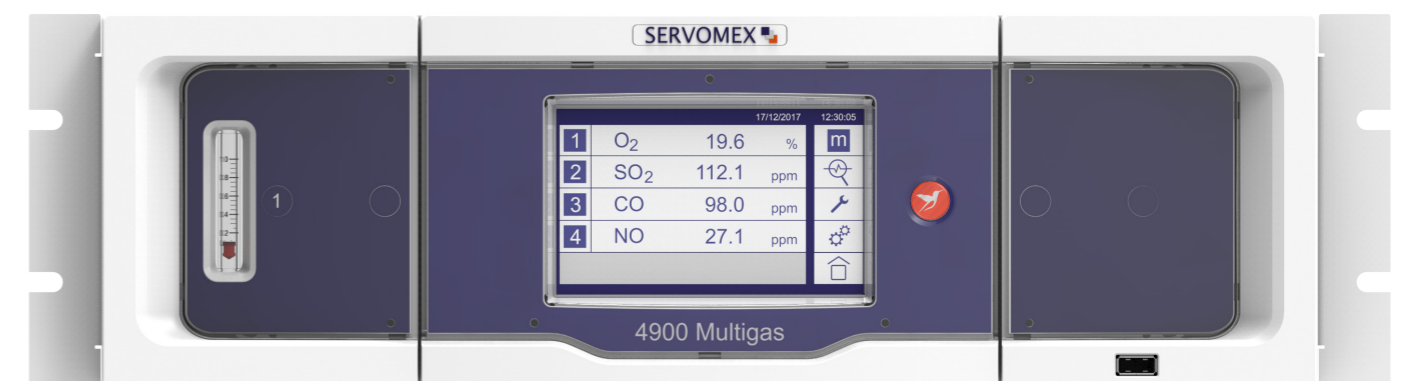 SERVOMEX
17/12/2017 12:30:05
1 O₂ 19.6 % m
2 SO₂ 112.1 ppm
3 CO 98.0 ppm
4 NO 27.1 ppm
1
4900 Multigas